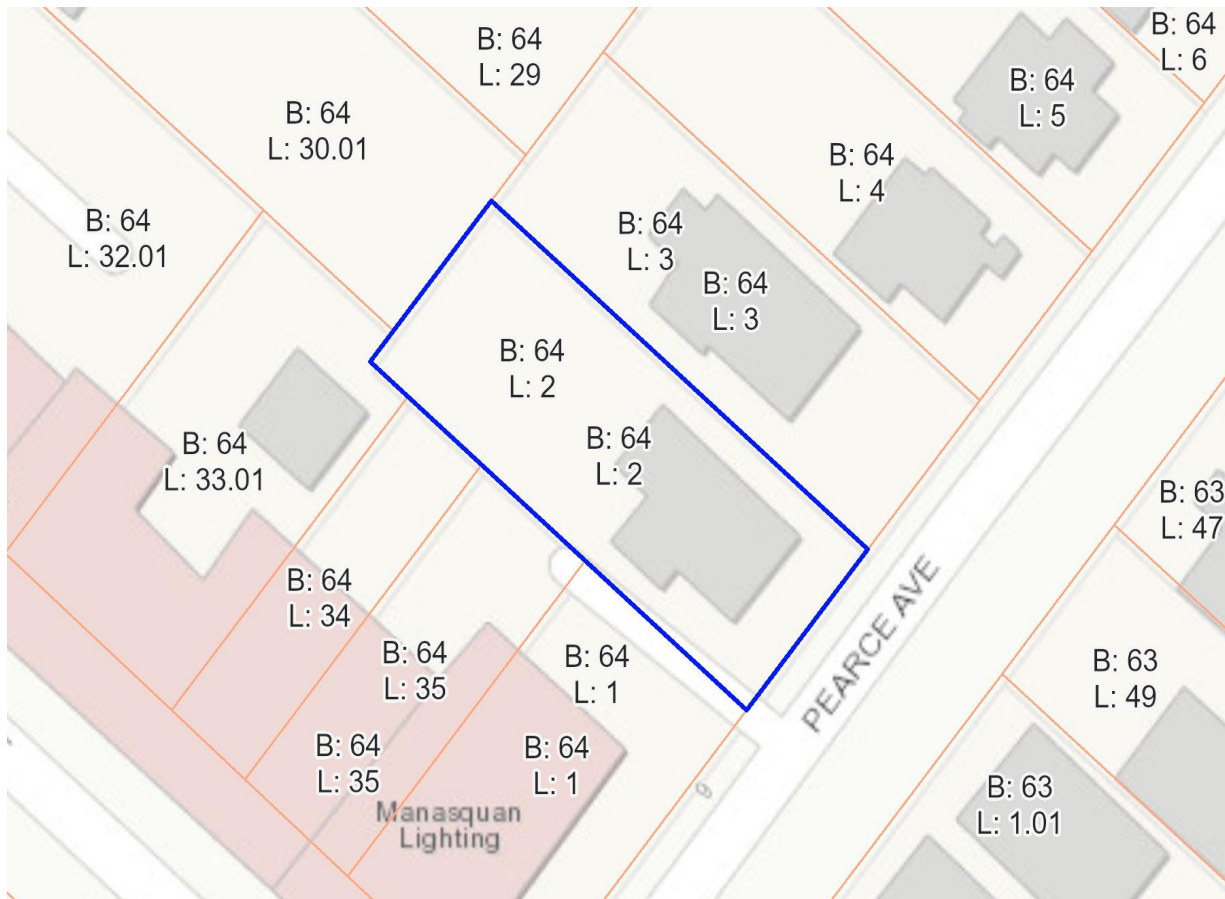 B: 64
L: 29
B: 64
L: 6
B: 64
L: 5
B: 64
L: 30.01
B: 64
L: 4
B: 64
L: 32.01
B: 64
L: 3
B: 64
L: 3
B: 64
L: 2
B: 64
L: 2
B: 64
L: 33.01
B: 63
L: 47
B: 64
L: 34
PEARCE AVE
B: 64
L: 35
B: 64
L: 1
B: 63
L: 49
B: 64
L: 35
B: 64
L: 1
9
B: 63
L: 1.01
Manasquan
Lighting